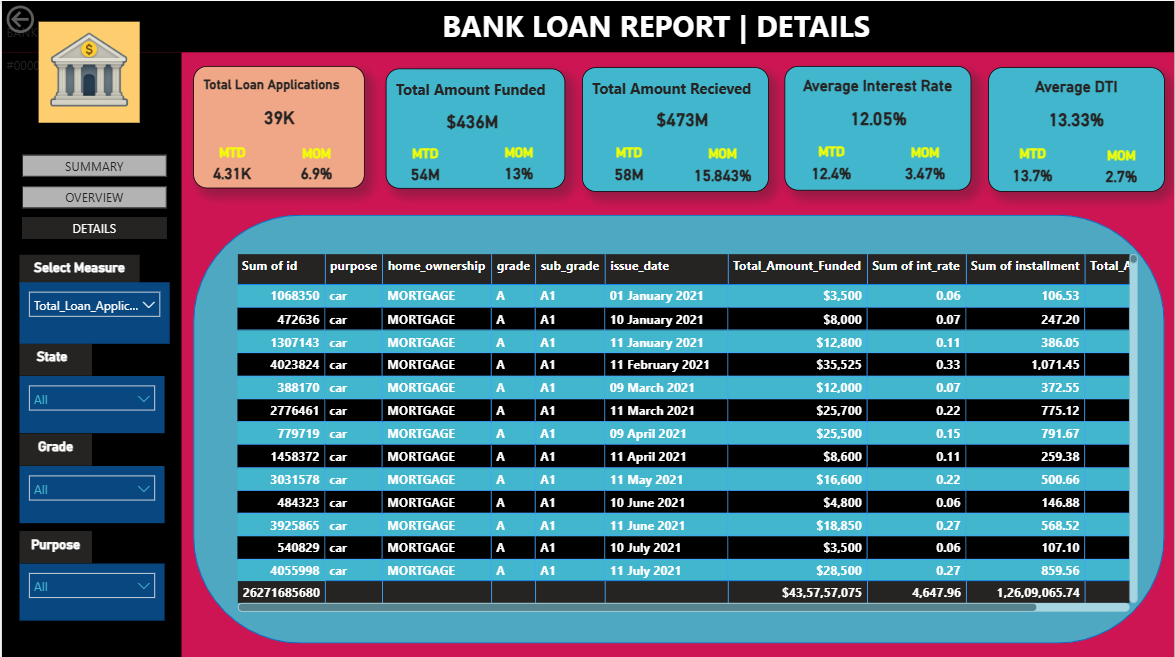 BANK LOAN REPORT | DETAILS
$
#0000
SUMMARY
OVERVIEW
DETAILS
Select Measure
Total_Loan_Applic...
State
All
Grade
All
Purpose
All
Total Loan Applications
39K
MTD MOM
4.31K 6.9%
Total Amount Funded
$436M
MTD MOM
54M 13%
Total Amount Recieved
$473M
MTD MOM
58M 15.843%
Average Interest Rate
12.05%
MTD MOM
12.4% 3.47%
Average DTI
13.33%
MTD MOM
13.7% 2.7%
Sum of id purpose home_ownership grade sub_grade issue_date Total_Amount_Funded Sum of int_rate Sum of installment Total_A
1068350 car MORTGAGE A A1 01 January 2021 $3,500 0.06 106.53
472636 car MORTGAGE A A1 10 January 2021 $8,000 0.07 247.20
1307143 car MORTGAGE A A1 11 January 2021 $12,800 0.11 386.05
4023824 car MORTGAGE A A1 11 February 2021 $35,525 0.33 1,071.45
388170 car MORTGAGE A A1 09 March 2021 $12,000 0.07 372.55
2776461 car MORTGAGE A A1 11 March 2021 $25,700 0.22 775.12
779719 car MORTGAGE A A1 09 April 2021 $25,500 0.15 791.67
1458372 car MORTGAGE A A1 11 April 2021 $8,600 0.11 259.38
3031578 car MORTGAGE A A1 11 May 2021 $16,600 0.22 500.66
484323 car MORTGAGE A A1 10 June 2021 $4,800 0.06 146.88
3925865 car MORTGAGE A A1 11 June 2021 $18,850 0.27 568.52
540829 car MORTGAGE A A1 10 July 2021 $3,500 0.06 107.10
4055998 car MORTGAGE A A1 11 July 2021 $28,500 0.27 859.56
26271685680 $43,57,57,075 4,647.96 1,26,09,065.74